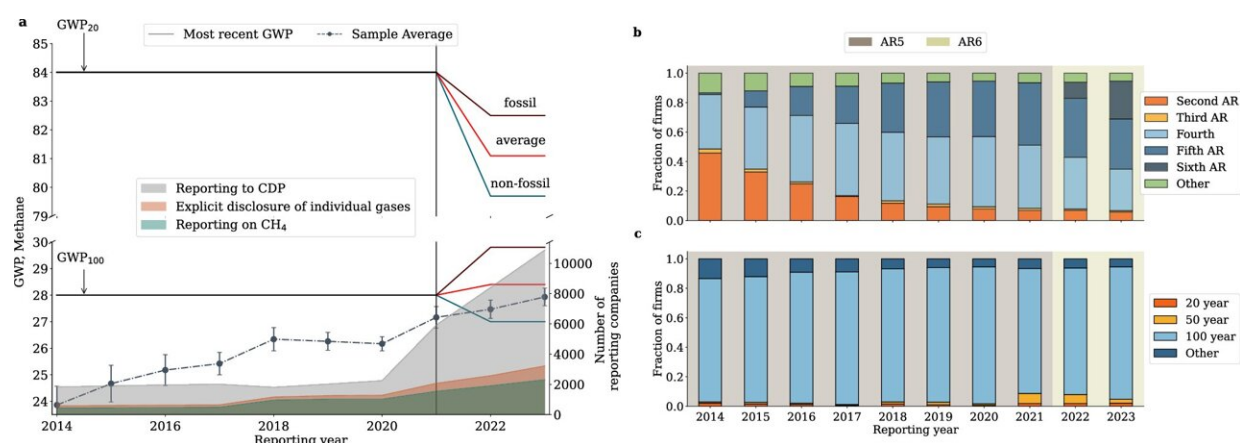 a
GWP20
Most recent GWP
Sample Average
85
84
83
82
81
80
79
fossil
average
non-fossil
Reporting to CDP
Explicit disclosure of individual gases
Reporting on CH4
GWP, Methane
30
29
28
27
26
25
24
GWP100
10000
8000
6000
4000
2000
0
Number of
reporting companies
2014
2016
2018
2020
2022
Reporting year
b
AR5
AR6
1.0
0.8
0.6
0.4
0.2
0.0
Fraction of firms
Second AR
Third AR
Fourth
Fifth AR
Sixth AR
Other
c
1.0
0.8
0.6
0.4
0.2
0.0
Fraction of firms
20 year
50 year
100 year
Other
2014
2015
2016
2017
2018
2019
2020
2021
2022
2023
Reporting year